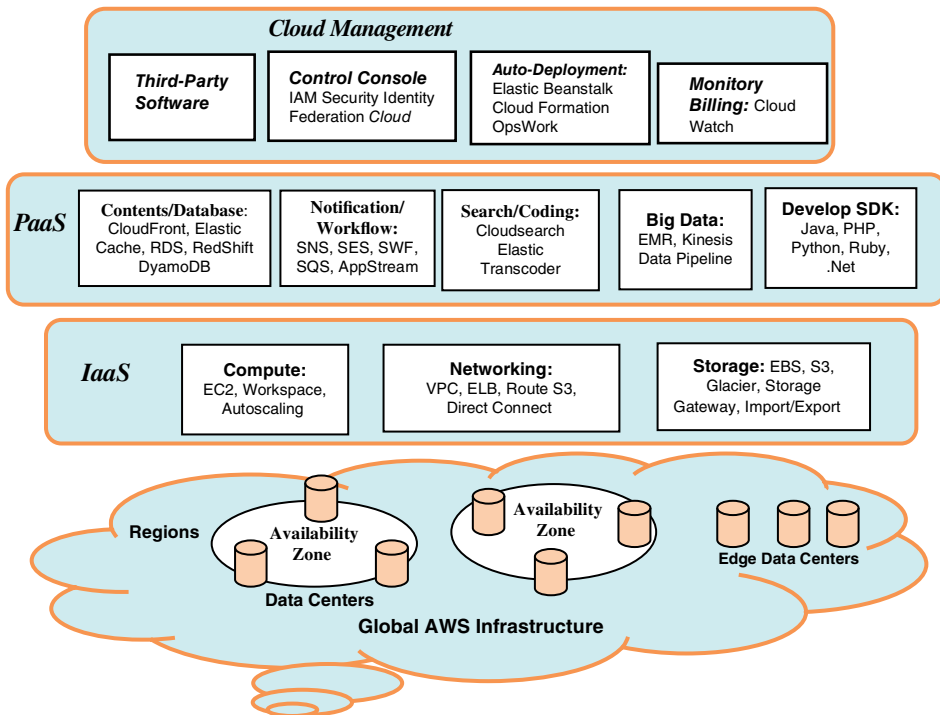 Cloud Management
Third-Party
Software
Control Console
IAM Security Identity
Federation Cloud
Auto-Deployment:
Elastic Beanstalk
Cloud Formation
OpsWork
Monitory
Billing: Cloud
Watch
PaaS
Contents/Database:
CloudFront, Elastic
Cache, RDS, RedShift
DyamoDB
Notification/
Workflow:
SNS, SES, SWF,
SQS, AppStream
Search/Coding:
Cloudsearch
Elastic
Transcoder
Big Data:
EMR, Kinesis
Data Pipeline
Develop SDK:
Java, PHP,
Python, Ruby,
.Net
IaaS
Compute:
EC2, Workspace,
Autoscaling
Networking:
VPC, ELB, Route S3,
Direct Connect
Storage: EBS, S3,
Glacier, Storage
Gateway, Import/Export
Regions
Availability
Zone
Availability
Zone
Data Centers
Edge Data Centers
Global AWS Infrastructure